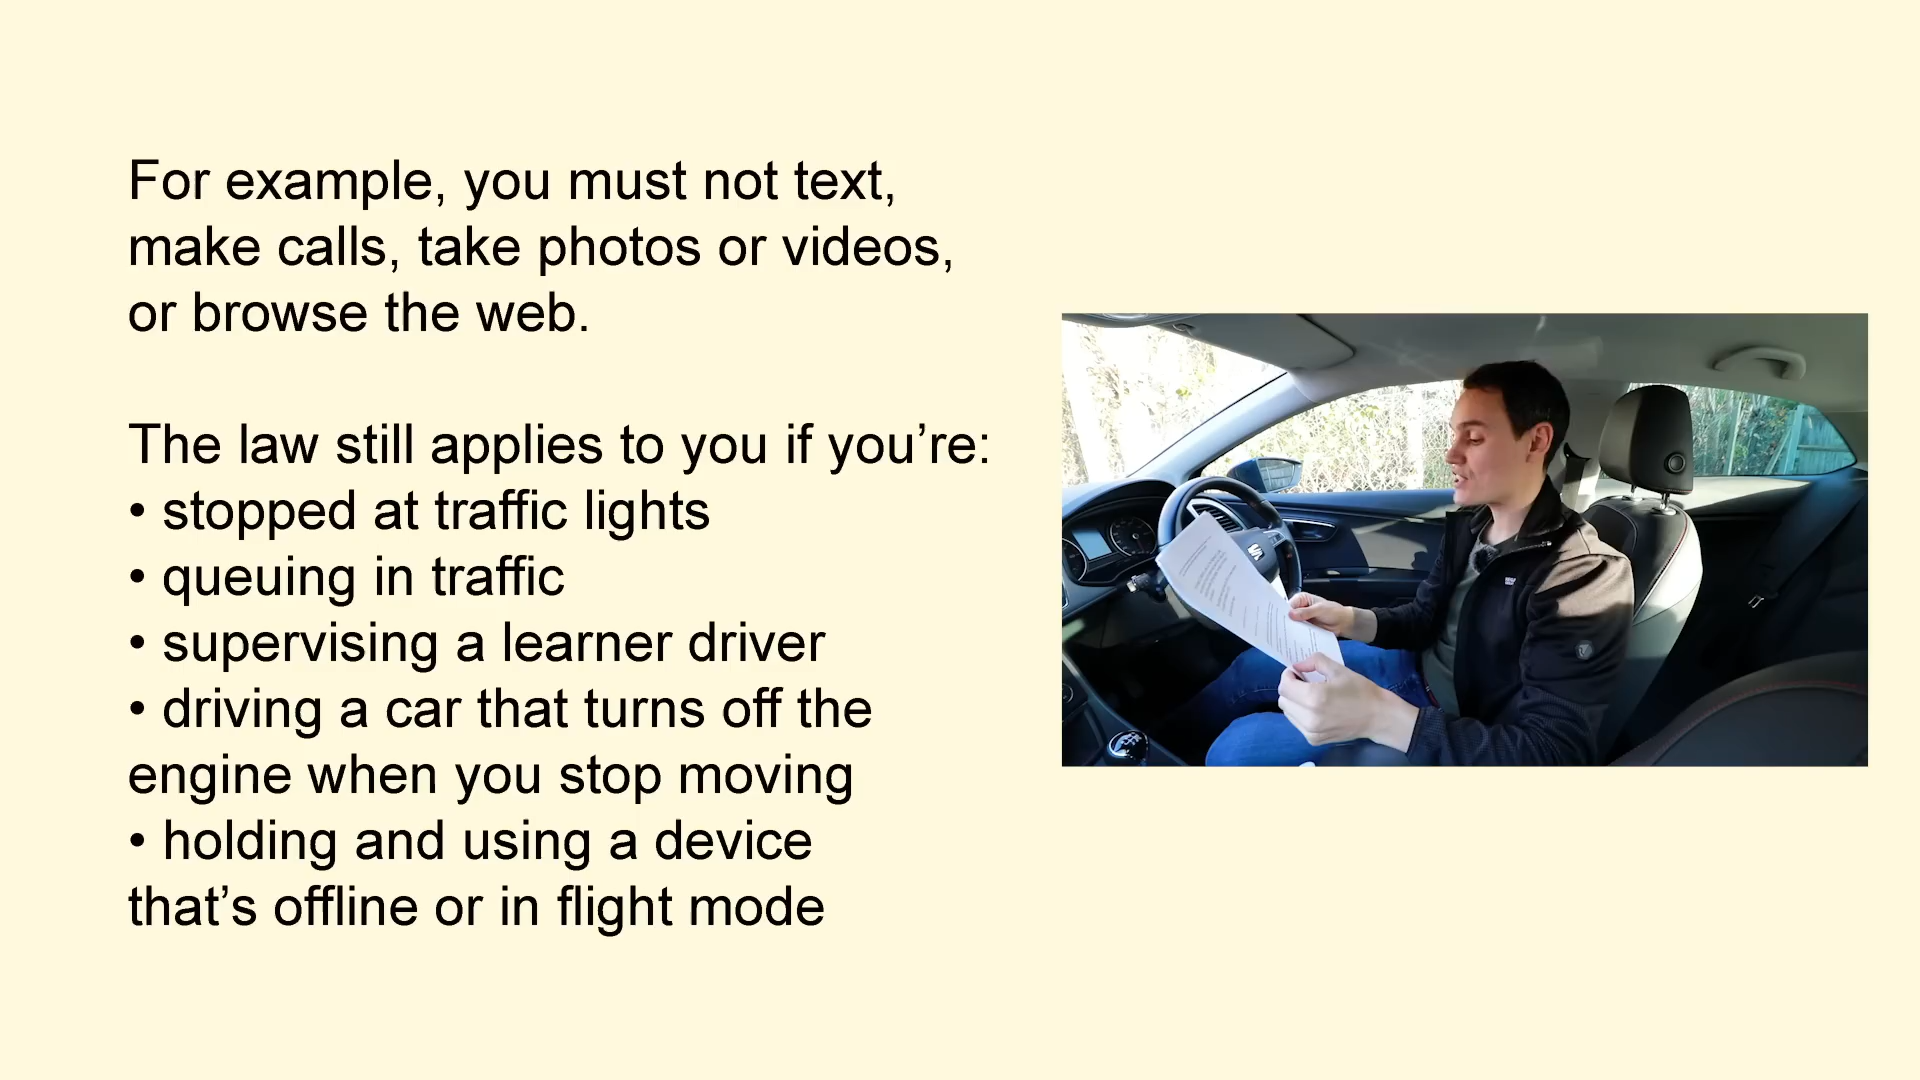 For example, you must not text,
make calls, take photos or videos,
or browse the web.
The law still applies to you if you’re:
• stopped at traffic lights
• queuing in traffic
• supervising a learner driver
• driving a car that turns off the
engine when you stop moving
• holding and using a device
that’s offline or in flight mode